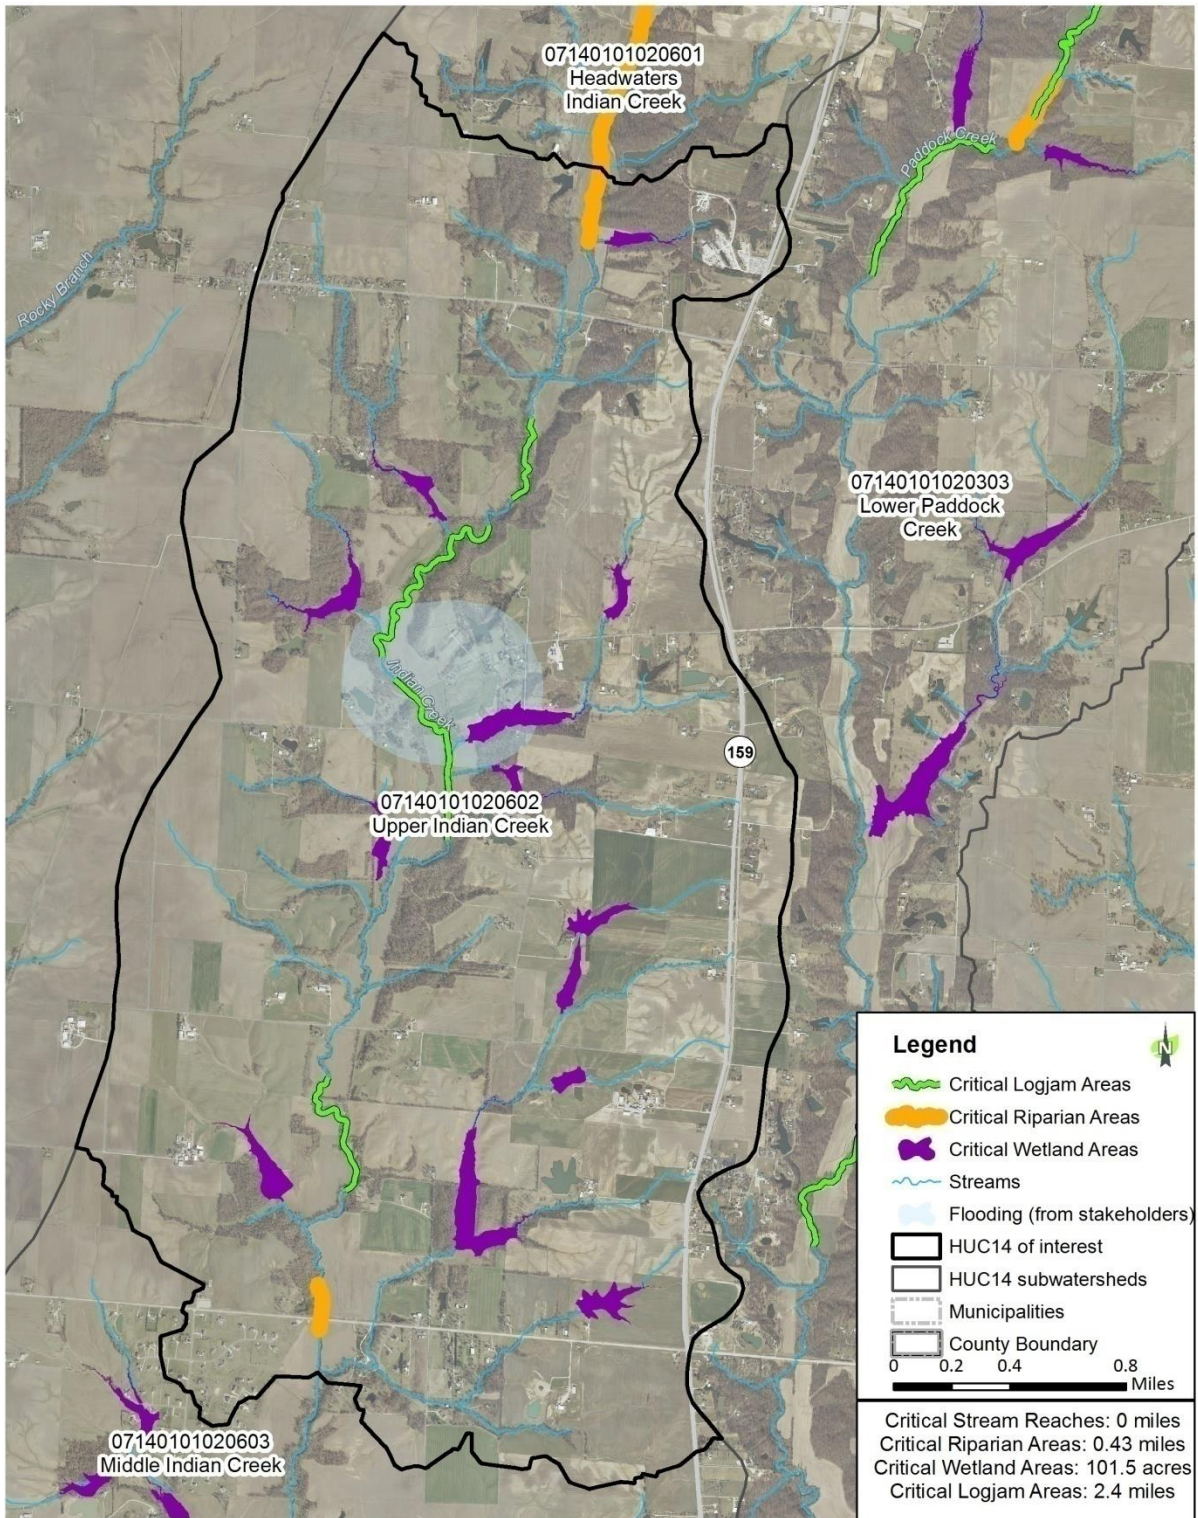 07140101020601
Headwaters
Indian Creek
Paddock Creek
Rocky Branch
07140101020303
Lower Paddock
Creek
Indian Creek
159
07140101020602
Upper Indian Creek
07140101020603
Middle Indian Creek
Legend
N
Critical Logjam Areas
Critical Riparian Areas
Critical Wetland Areas
Streams
Flooding (from stakeholders)
HUC14 of interest
HUC14 subwatersheds
Municipalities
County Boundary
0 0.2 0.4 0.8
Miles
Critical Stream Reaches: 0 miles
Critical Riparian Areas: 0.43 miles
Critical Wetland Areas: 101.5 acres
Critical Logjam Areas: 2.4 miles